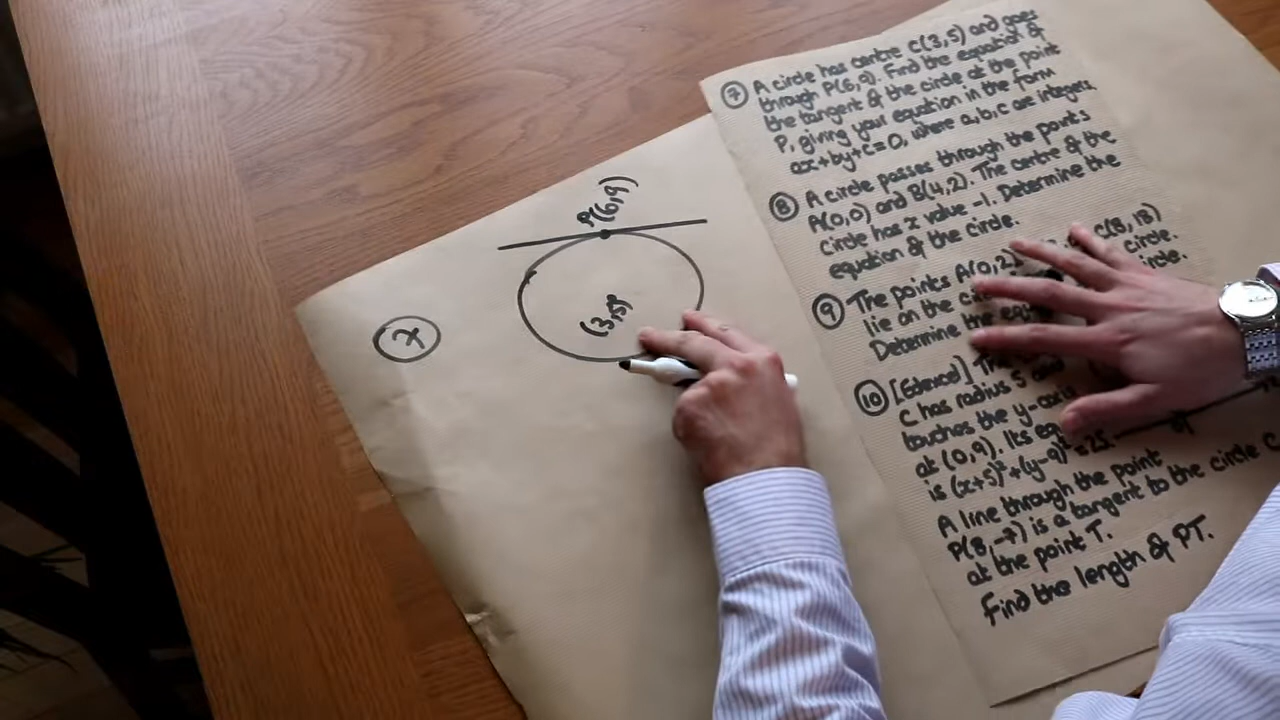 7
P(6,9)
(3,5)
7 A circle has centre C(3,5) and goes
through P(6,9). Find the equation of
the tangent of the circle at the point
P, giving your equation in the form
ax+by+c=0, where a, b, c are integers.
8 A circle passes through the points
A(0,0) and B(4,2). The centre of the
circle has x value -1. Determine the
equation of the circle.
9 The points A(0,2) C(8,18)
lie on the circle.
Determine the circle.
10 [Edexcel] The
C has radius 5 and
touches the y-axis
at (0,9). Its
is (x+5)²+(y-9)²=25.
A line through the point
P(8,-7) is a tangent to the circle C
at the point T.
Find the length of PT.